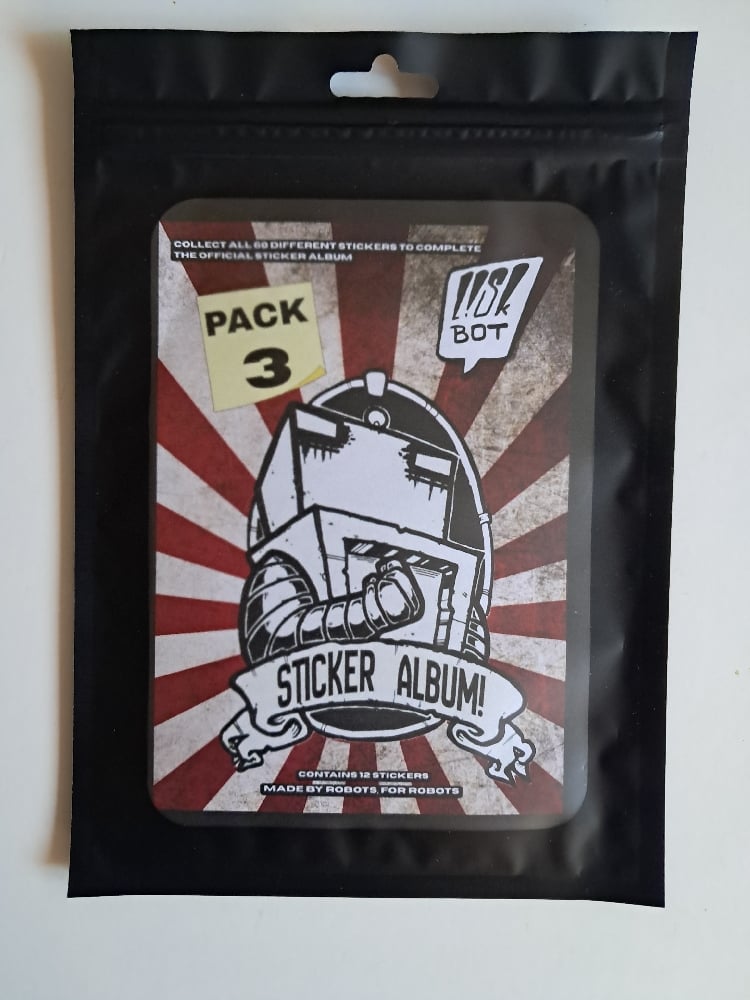 COLLECT ALL 60 DIFFERENT STICKERS TO COMPLETE
THE OFFICIAL STICKER ALBUM
PACK
3
BOT
STICKER ALBUM!
CONTAINS 12 STICKERS
MADE BY ROBOTS, FOR ROBOTS